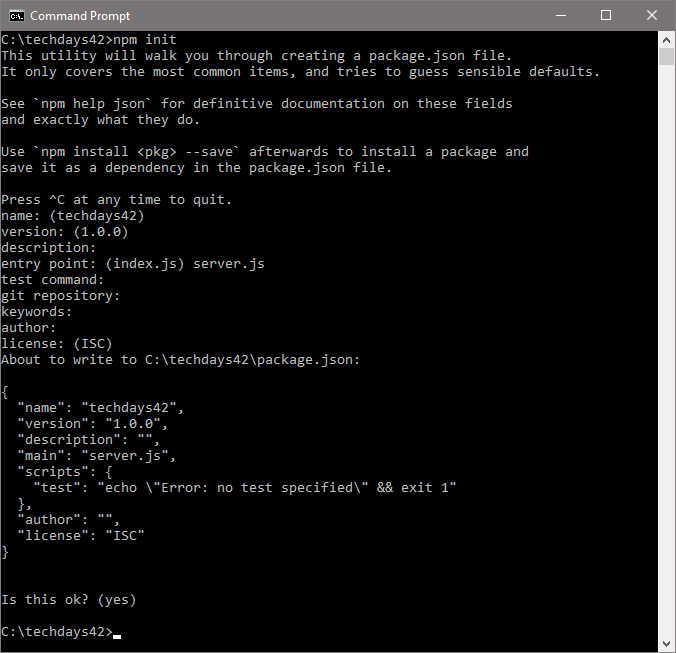 Command Prompt
C:\techdays42>npm init
This utility will walk you through creating a package.json file.
It only covers the most common items, and tries to guess sensible defaults.

See `npm help json` for definitive documentation on these fields
and exactly what they do.

Use `npm install <pkg> --save` afterwards to install a package and
save it as a dependency in the package.json file.

Press ^C at any time to quit.
name: (techdays42)
version: (1.0.0)
description:
entry point: (index.js) server.js
test command:
git repository:
keywords:
author:
license: (ISC)
About to write to C:\techdays42\package.json:

{
  "name": "techdays42",
  "version": "1.0.0",
  "description": "",
  "main": "server.js",
  "scripts": {
    "test": "echo \"Error: no test specified\" && exit 1"
  },
  "author": "",
  "license": "ISC"
}


Is this ok? (yes)

C:\techdays42>